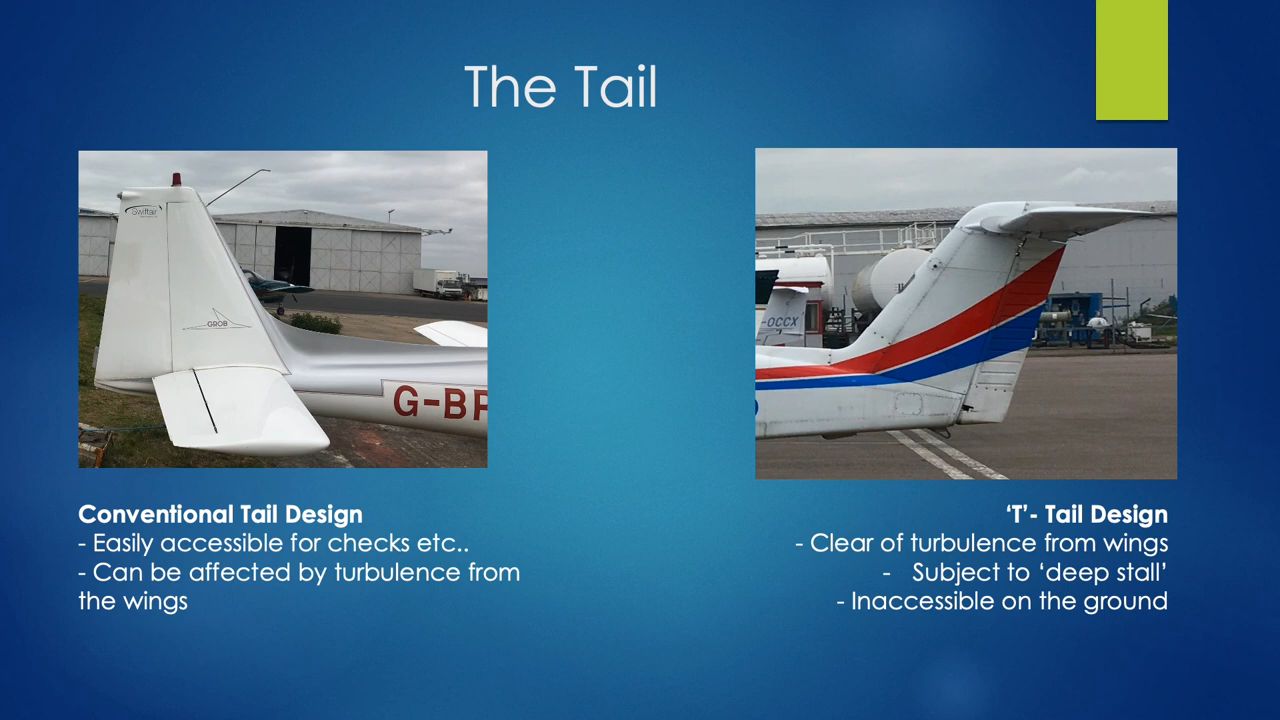 The Tail
Swiftair
GROB
G-BP
-OCCX
Conventional Tail Design
- Easily accessible for checks etc..
- Can be affected by turbulence from
the wings
‘T’- Tail Design
- Clear of turbulence from wings
- Subject to ‘deep stall’
- Inaccessible on the ground